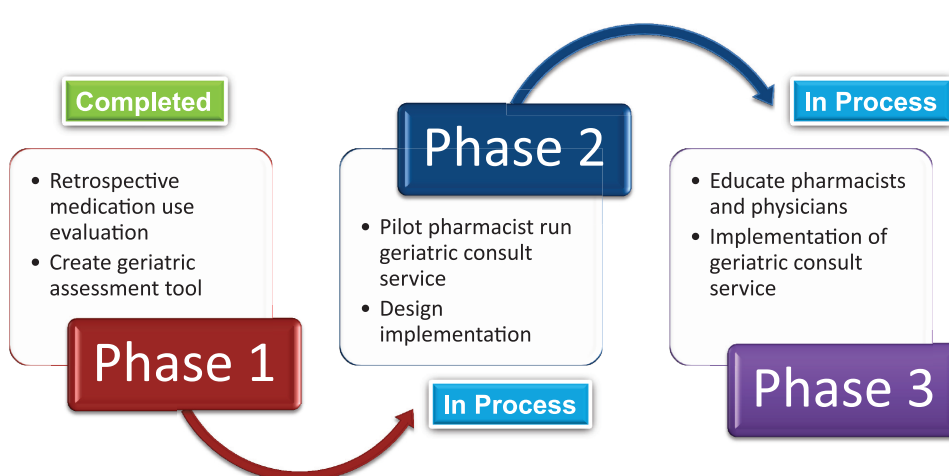 Completed
• Retrospective
medication use
evaluation
• Create geriatric
assessment tool
Phase 1
Phase 2
• Pilot pharmacist run
geriatric consult
service
• Design
implementation
In Process
In Process
• Educate pharmacists
and physicians
• Implementation of
geriatric consult
service
Phase 3